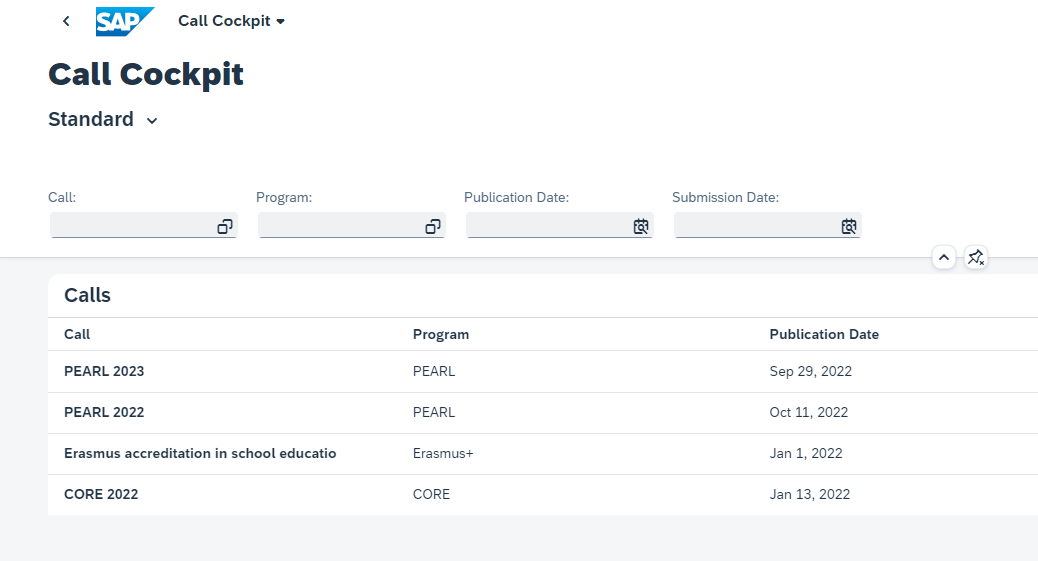 SAP Call Cockpit
Call Cockpit
Standard
Call: Program: Publication Date: Submission Date:
Calls
Call Program Publication Date
PEARL 2023 PEARL Sep 29, 2022
PEARL 2022 PEARL Oct 11, 2022
Erasmus accreditation in school educatio Erasmus+ Jan 1, 2022
CORE 2022 CORE Jan 13, 2022